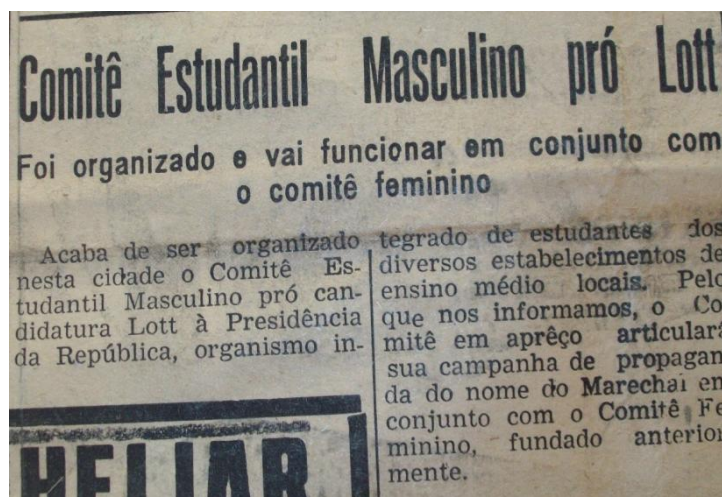 Comitê Estudantil Masculino pró Lott
Foi organizado e vai funcionar em conjunto com
o comitê feminino
Acaba de ser organizado
nesta cidade o Comitê Es-
tudantil Masculino pró can-
didatura Lott à Presidência
da República, organismo in-
tegrado de estudantes dos
diversos estabelecimentos de
ensino médio locais. Pelo
que nos informamos, o Co
mitê em aprêço articulará
sua campanha de propagan
da do nome do Marechal em
conjunto com o Comitê Fe
minino, fundado anterior
mente.
HELIAR